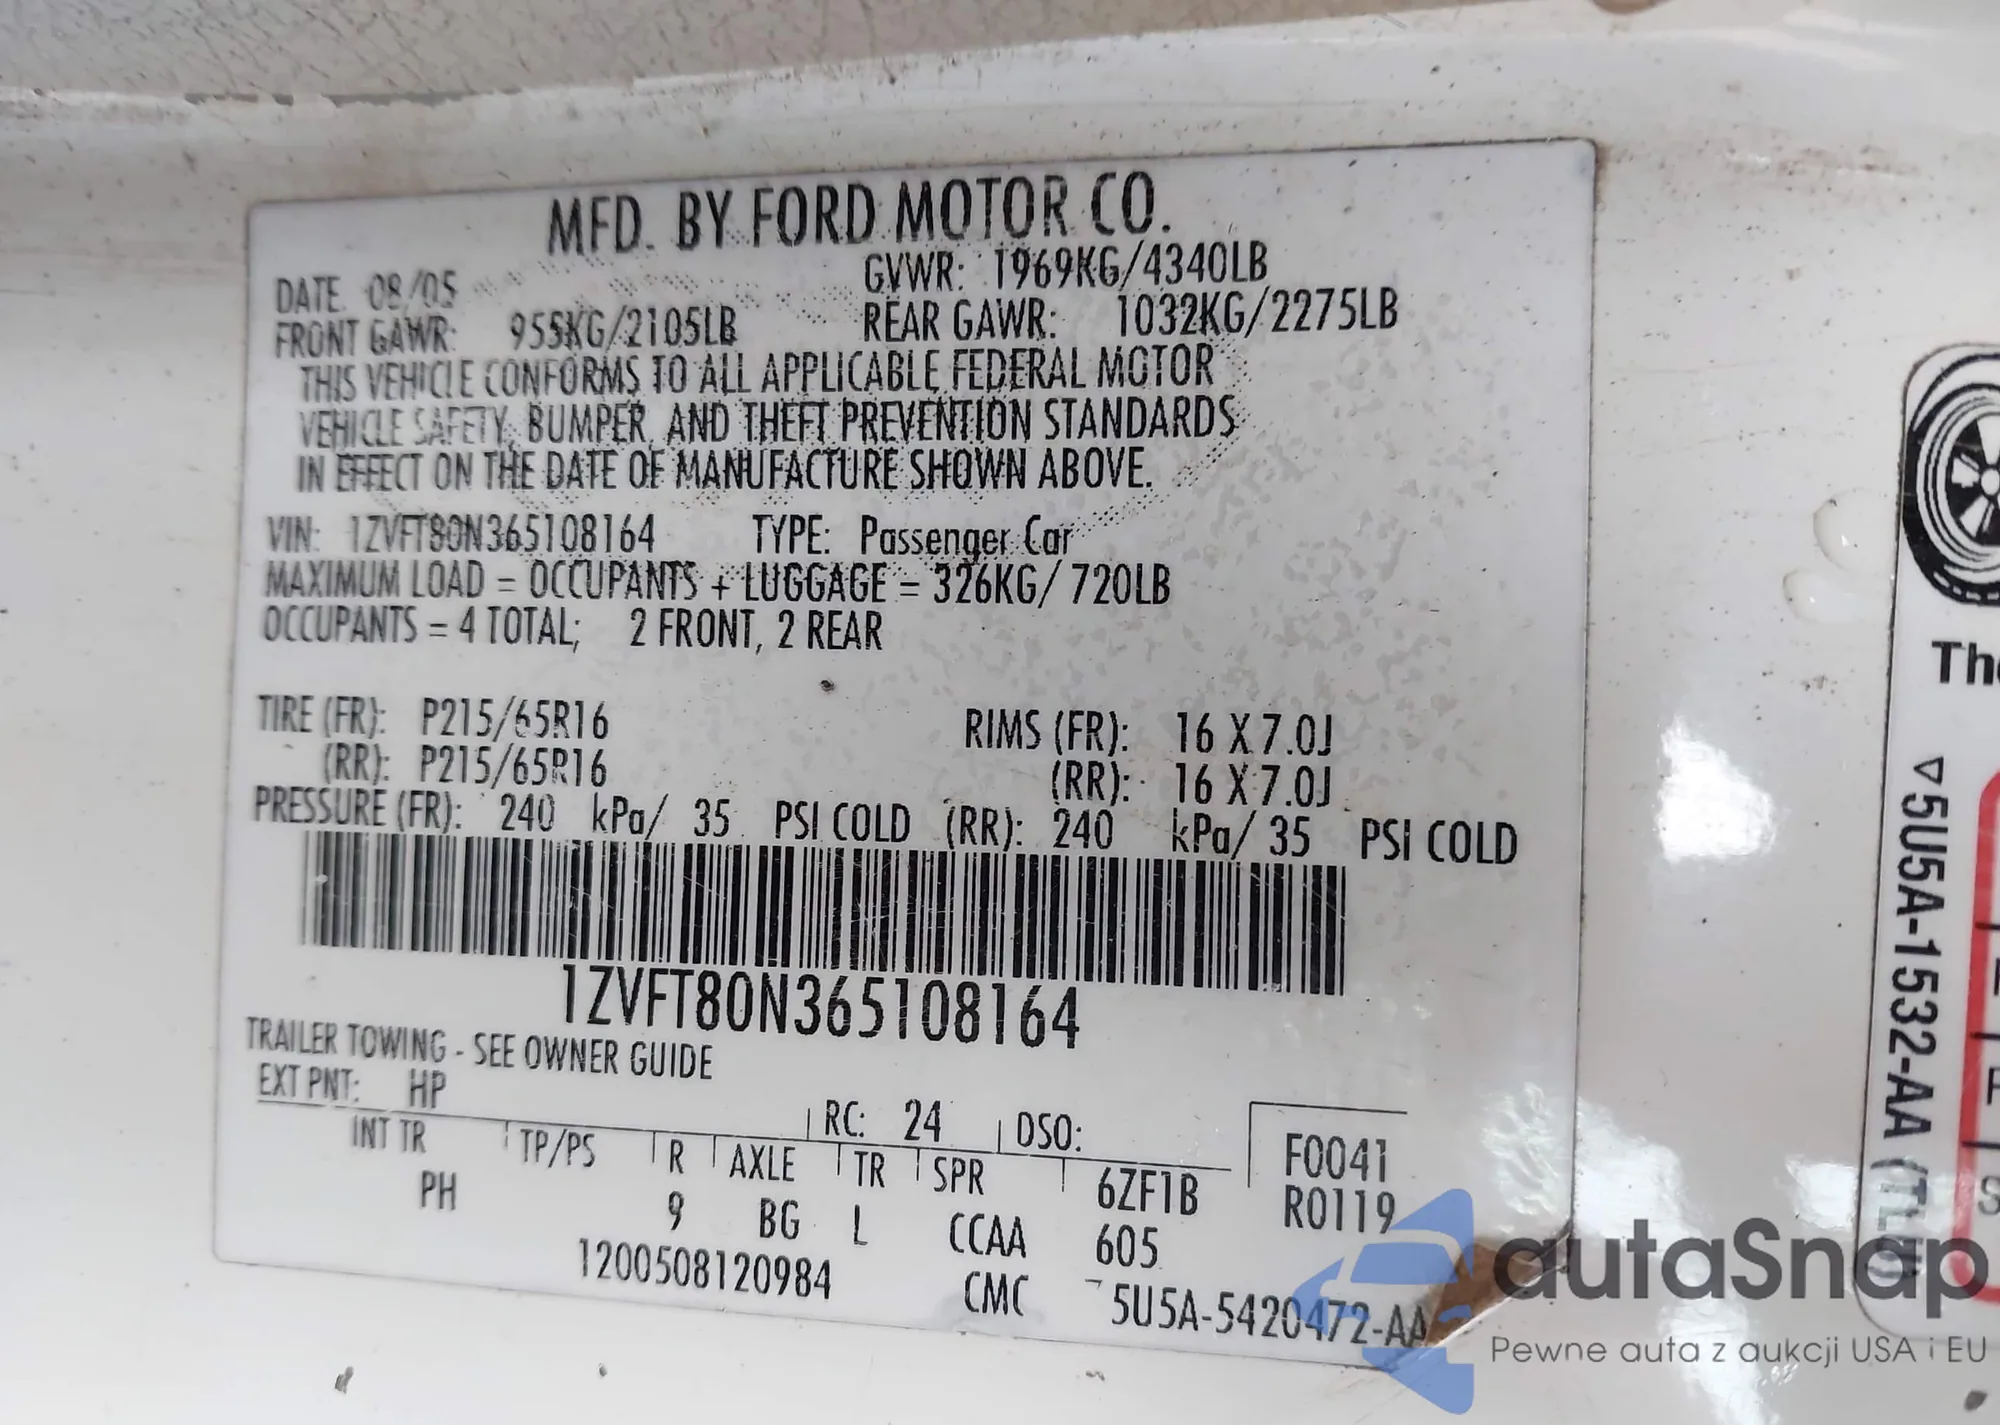 MFD. BY FORD MOTOR CO.
DATE. 08/05 GVWR: 1969KG/4340LB
FRONT GAWR: 955KG/2105LB REAR GAWR: 1032KG/2275LB
THIS VEHICLE CONFORMS TO ALL APPLICABLE FEDERAL MOTOR
VEHICLE SAFETY, BUMPER, AND THEFT PREVENTION STANDARDS
IN EFFECT ON THE DATE OF MANUFACTURE SHOWN ABOVE.
VIN: 1ZVFT80N365108164 TYPE: Passenger Car
MAXIMUM LOAD = OCCUPANTS + LUGGAGE = 326KG/ 720LB
OCCUPANTS = 4 TOTAL; 2 FRONT, 2 REAR
TIRE (FR): P215/65R16 RIMS (FR): 16 X 7.0J
(RR): P215/65R16 (RR): 16 X 7.0J
PRESSURE (FR): 240 kPa/ 35 PSI COLD (RR): 240 kPa/ 35 PSI COLD
1ZVFT80N365108164
TRAILER TOWING - SEE OWNER GUIDE
EXT PNT: HP RC: 24 DSO:
INT TR TP/PS R AXLE TR SPR 6ZF1B F0041
PH 9 BG L CCAA 605 R0119
1200508120984 CMC 5U5A-5420472-AA
The
5U5A-1532-AA
autoSnap
Pewne auta z aukcji USA i EU